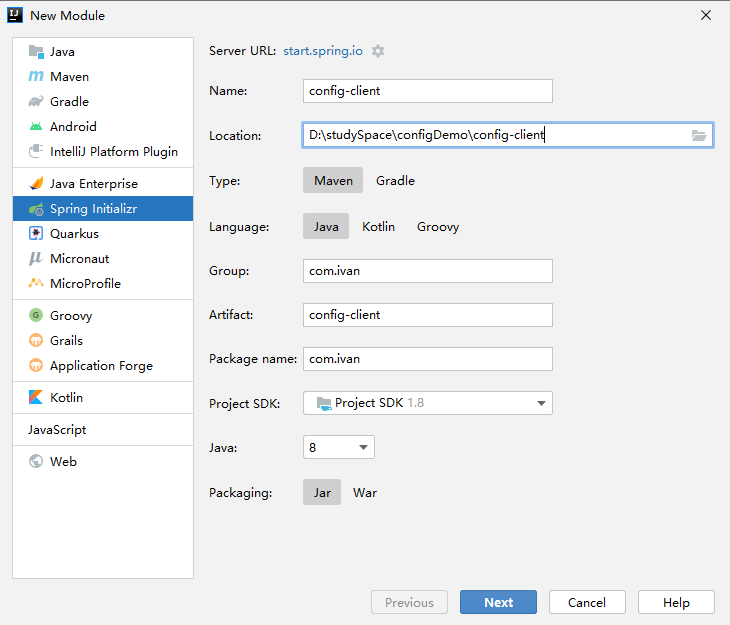 New Module
Java
Maven
Gradle
Android
IntelliJ Platform Plugin
Java Enterprise
Spring Initializr
Quarkus
Micronaut
MicroProfile
Groovy
Grails
Application Forge
Kotlin
JavaScript
Web
Server URL: start.spring.io
Name: config-client
Location: D:\studySpace\configDemo\config-client
Type: Maven Gradle
Language: Java Kotlin Groovy
Group: com.ivan
Artifact: config-client
Package name: com.ivan
Project SDK: Project SDK 1.8
Java: 8
Packaging: Jar War
Previous Next Cancel Help